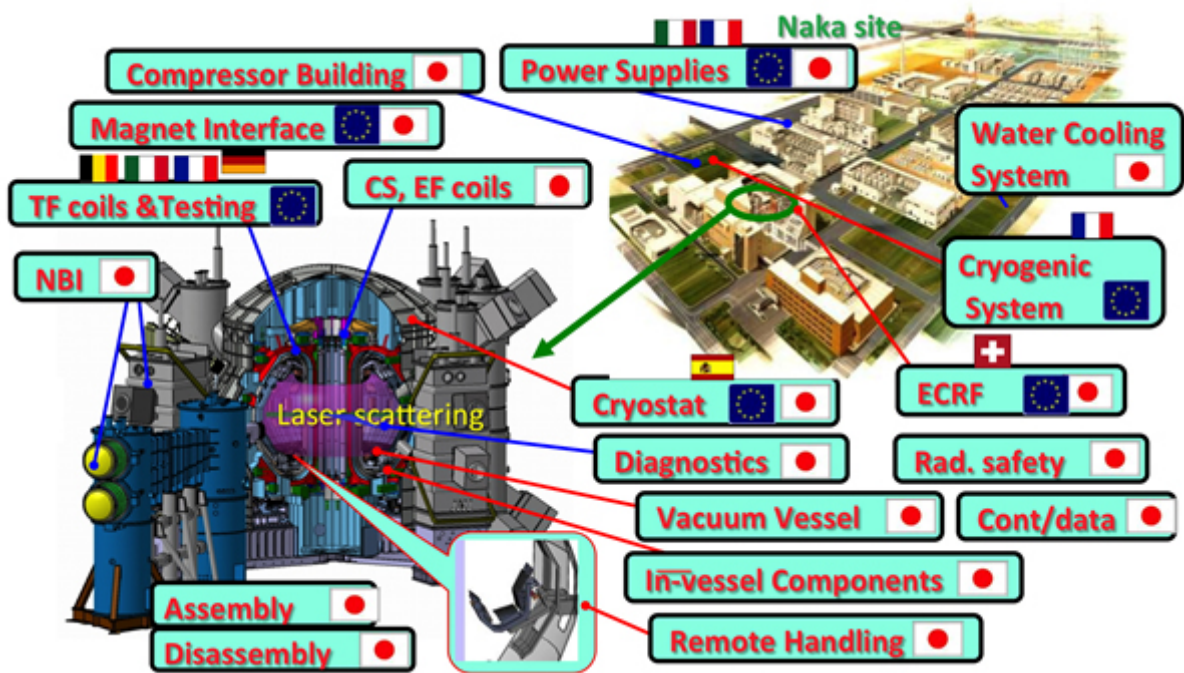 Naka site
Compressor Building
Power Supplies
Magnet Interface
Water Cooling
System
TF coils &Testing
CS, EF coils
NBI
Cryogenic
System
Laser scattering
Cryostat
ECRF
Diagnostics
Rad. safety
Vacuum Vessel
Cont/data
In-vessel Components
Assembly
Remote Handling
Disassembly